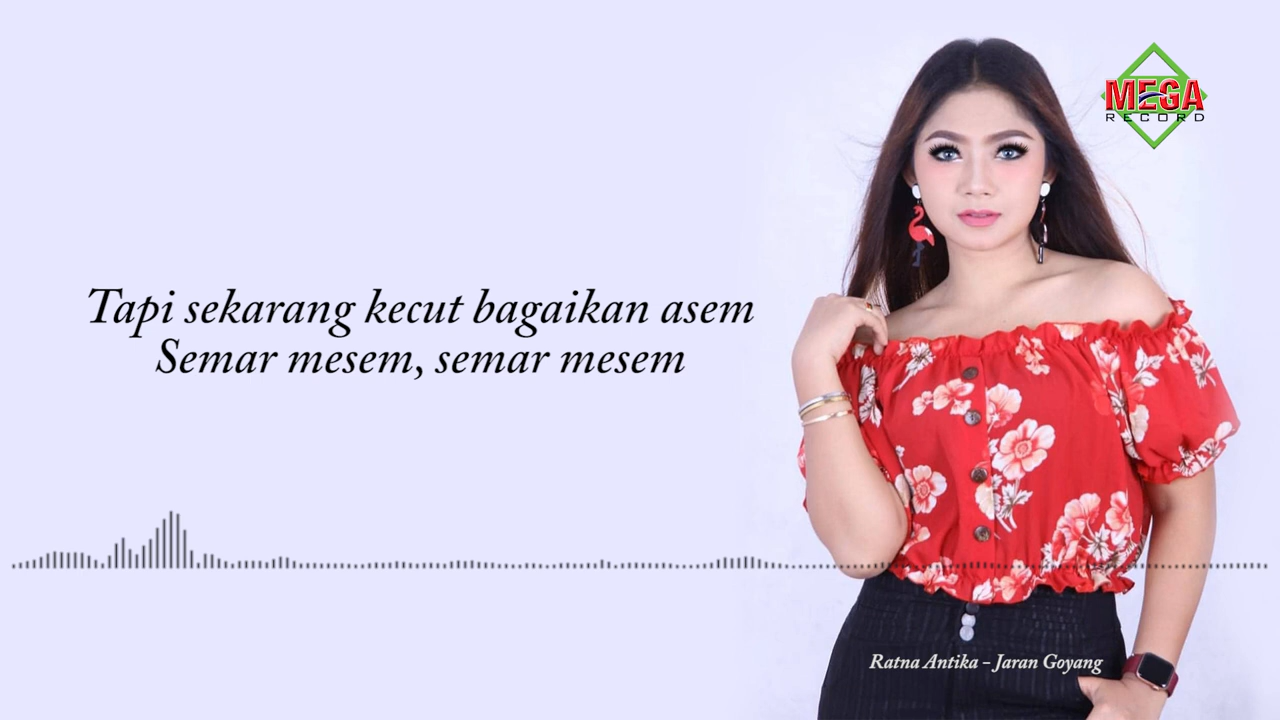 MEGA
RECORD
Tapi sekarang kecut bagaikan asem
Semar mesem, semar mesem
Ratna Antika - Jaran Goyang